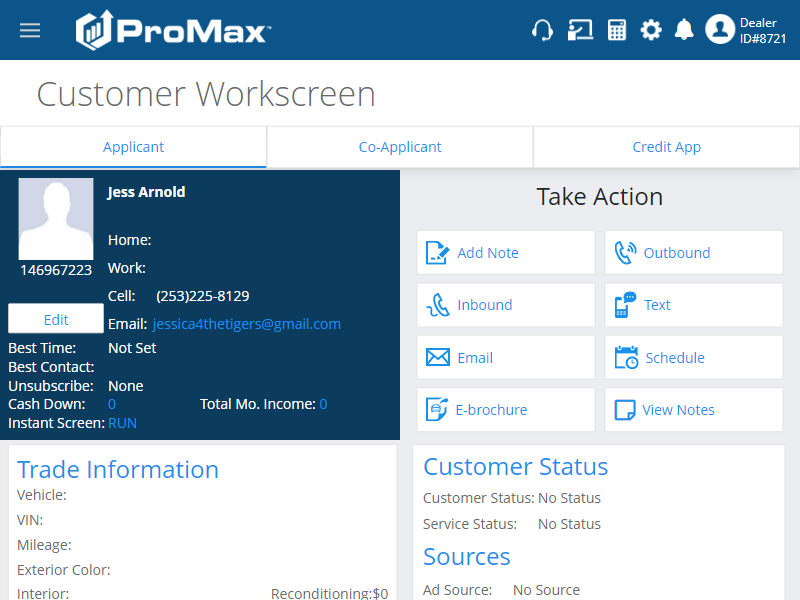 ProMax™
Dealer
ID#8721
Customer Workscreen
Applicant
Co-Applicant
Credit App
Jess Arnold
146967223
Home:
Work:
Cell: (253)225-8129
Edit
Email: jessica4thetigers@gmail.com
Best Time: Not Set
Best Contact:
Unsubscribe: None
Cash Down: 0 Total Mo. Income: 0
Instant Screen: RUN
Take Action
Add Note
Outbound
Inbound
Text
Email
Schedule
E-brochure
View Notes
Trade Information
Vehicle:
VIN:
Mileage:
Exterior Color:
Interior: Reconditioning:$0
Customer Status
Customer Status: No Status
Service Status: No Status
Sources
Ad Source: No Source